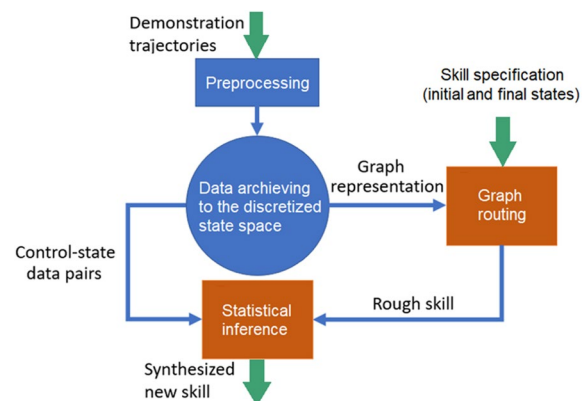 Demonstration
trajectories
Preprocessing
Skill specification
(initial and final states)
Data archieving
to the discretized
state space
Graph
representation
Graph
routing
Control-state
data pairs
Statistical
inference
Rough skill
Synthesized
new skill